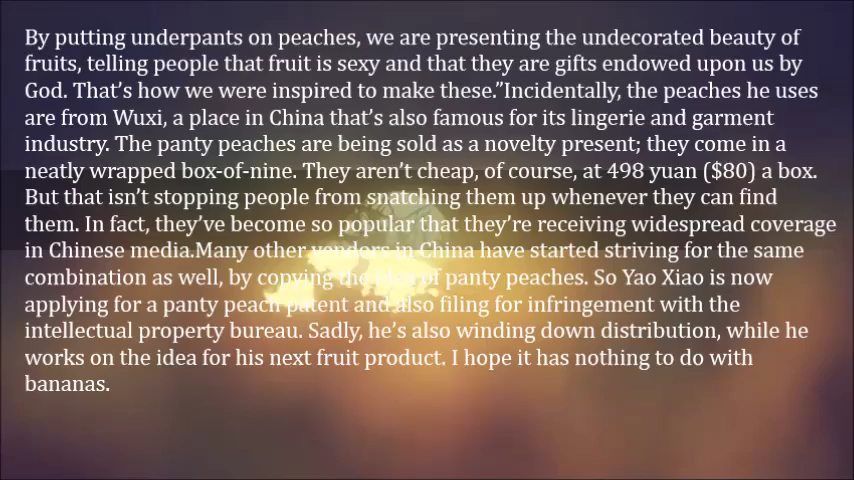 By putting underpants on peaches, we are presenting the undecorated beauty of
fruits, telling people that fruit is sexy and that they are gifts endowed upon us by
God. That’s how we were inspired to make these.”Incidentally, the peaches he uses
are from Wuxi, a place in China that’s also famous for its lingerie and garment
industry. The panty peaches are being sold as a novelty present; they come in a
neatly wrapped box-of-nine. They aren’t cheap, of course, at 498 yuan ($80) a box.
But that isn’t stopping people from snatching them up whenever they can find
them. In fact, they’ve become so popular that they’re receiving widespread coverage
in Chinese media.Many other vendors in China have started striving for the same
combination as well, by copying the idea of panty peaches. So Yao Xiao is now
applying for a panty peach patent and also filing for infringement with the
intellectual property bureau. Sadly, he’s also winding down distribution, while he
works on the idea for his next fruit product. I hope it has nothing to do with
bananas.